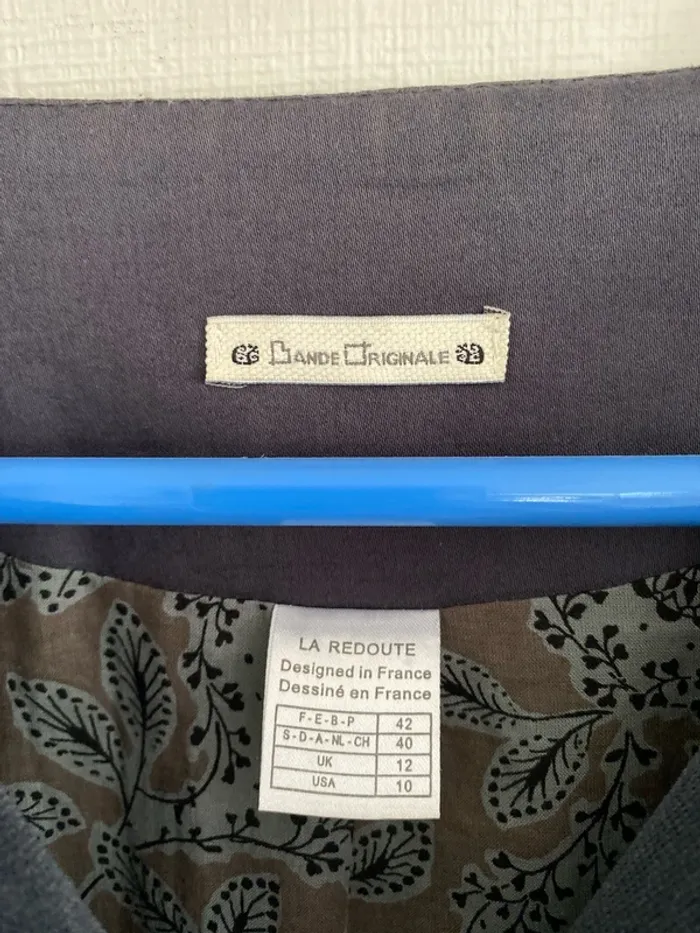 BANDE ORIGINALE
LA REDOUTE
Designed in France
Dessiné en France
F-E-B-P 42
S-D-A-NL-CH 40
UK 12
USA 10